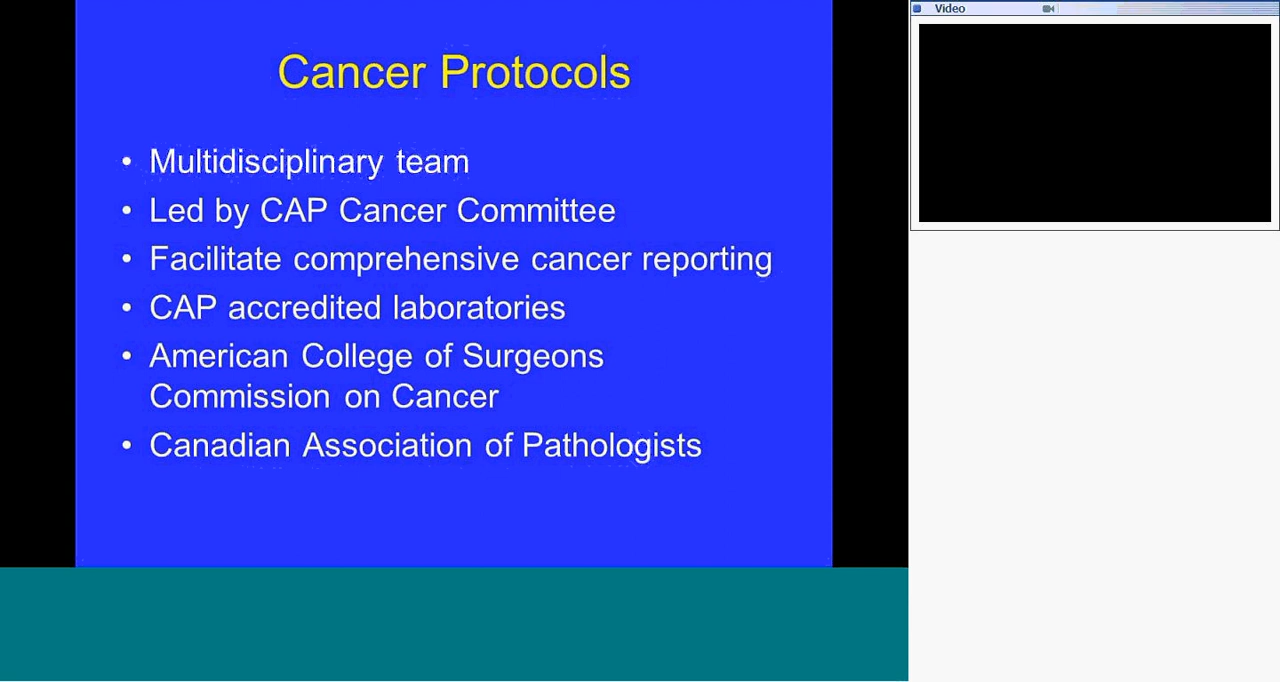 Cancer Protocols
• Multidisciplinary team
• Led by CAP Cancer Committee
• Facilitate comprehensive cancer reporting
• CAP accredited laboratories
• American College of Surgeons
Commission on Cancer
• Canadian Association of Pathologists
Video